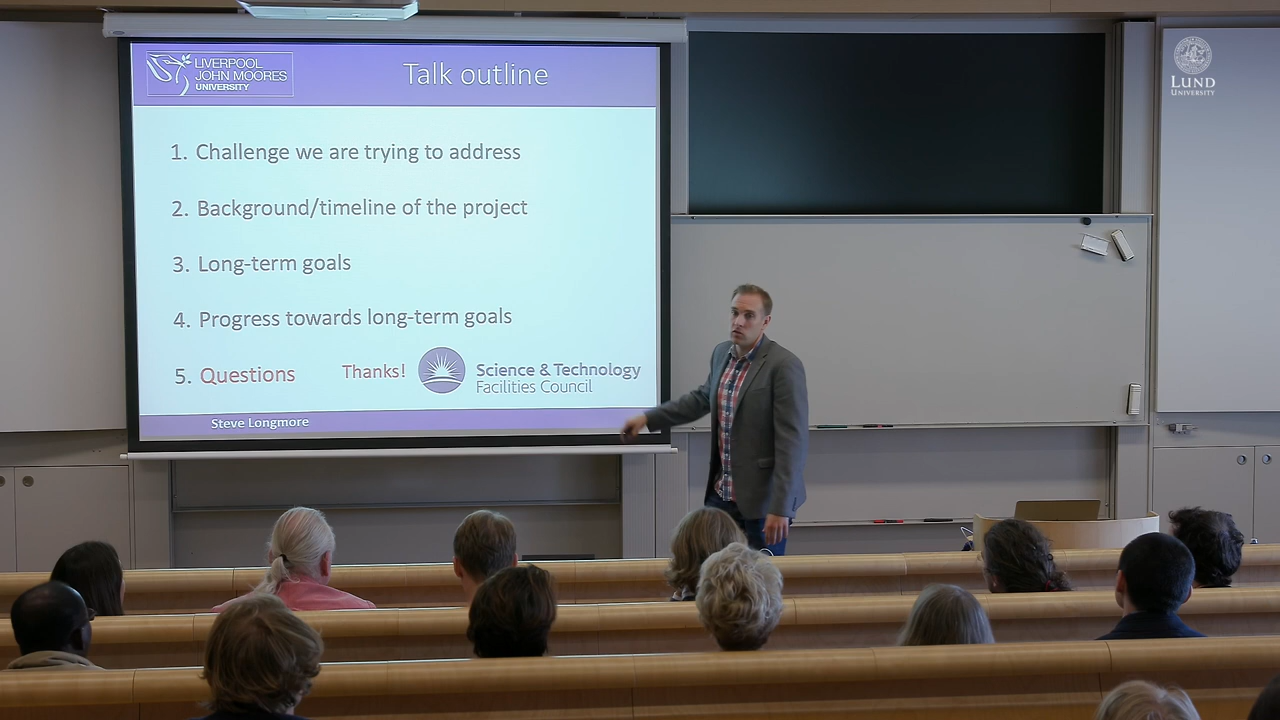 LIVERPOOL
JOHN MOORES
UNIVERSITY
Talk outline
1. Challenge we are trying to address
2. Background/timeline of the project
3. Long-term goals
4. Progress towards long-term goals
5. Questions
Thanks!
Science & Technology
Facilities Council
Steve Longmore
LUND
UNIVERSITY